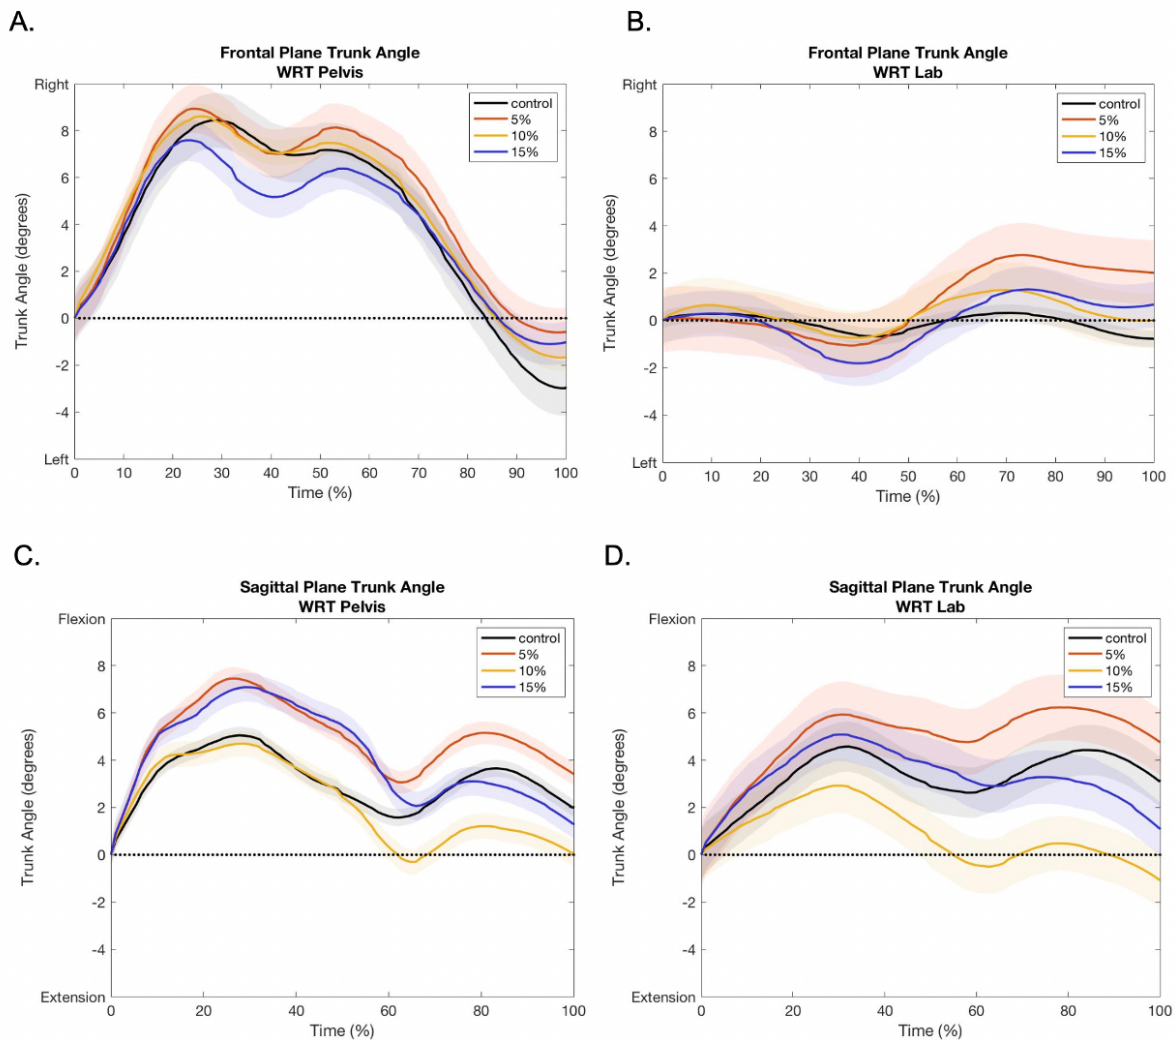 A.
Frontal Plane Trunk Angle
WRT Pelvis
Right
8
6
4
2
0
-2
-4
Left
Trunk Angle (degrees)
control
5%
10%
15%
0 10 20 30 40 50 60 70 80 90 100
Time (%)
B.
Frontal Plane Trunk Angle
WRT Lab
Right
8
6
4
2
0
-2
-4
Left
Trunk Angle (degrees)
control
5%
10%
15%
0 10 20 30 40 50 60 70 80 90 100
Time (%)
C.
Sagittal Plane Trunk Angle
WRT Pelvis
Flexion
8
6
4
2
0
-2
-4
Extension
Trunk Angle (degrees)
control
5%
10%
15%
0 20 40 60 80 100
Time (%)
D.
Sagittal Plane Trunk Angle
WRT Lab
Flexion
8
6
4
2
0
-2
-4
Extension
Trunk Angle (degrees)
control
5%
10%
15%
0 20 40 60 80 100
Time (%)